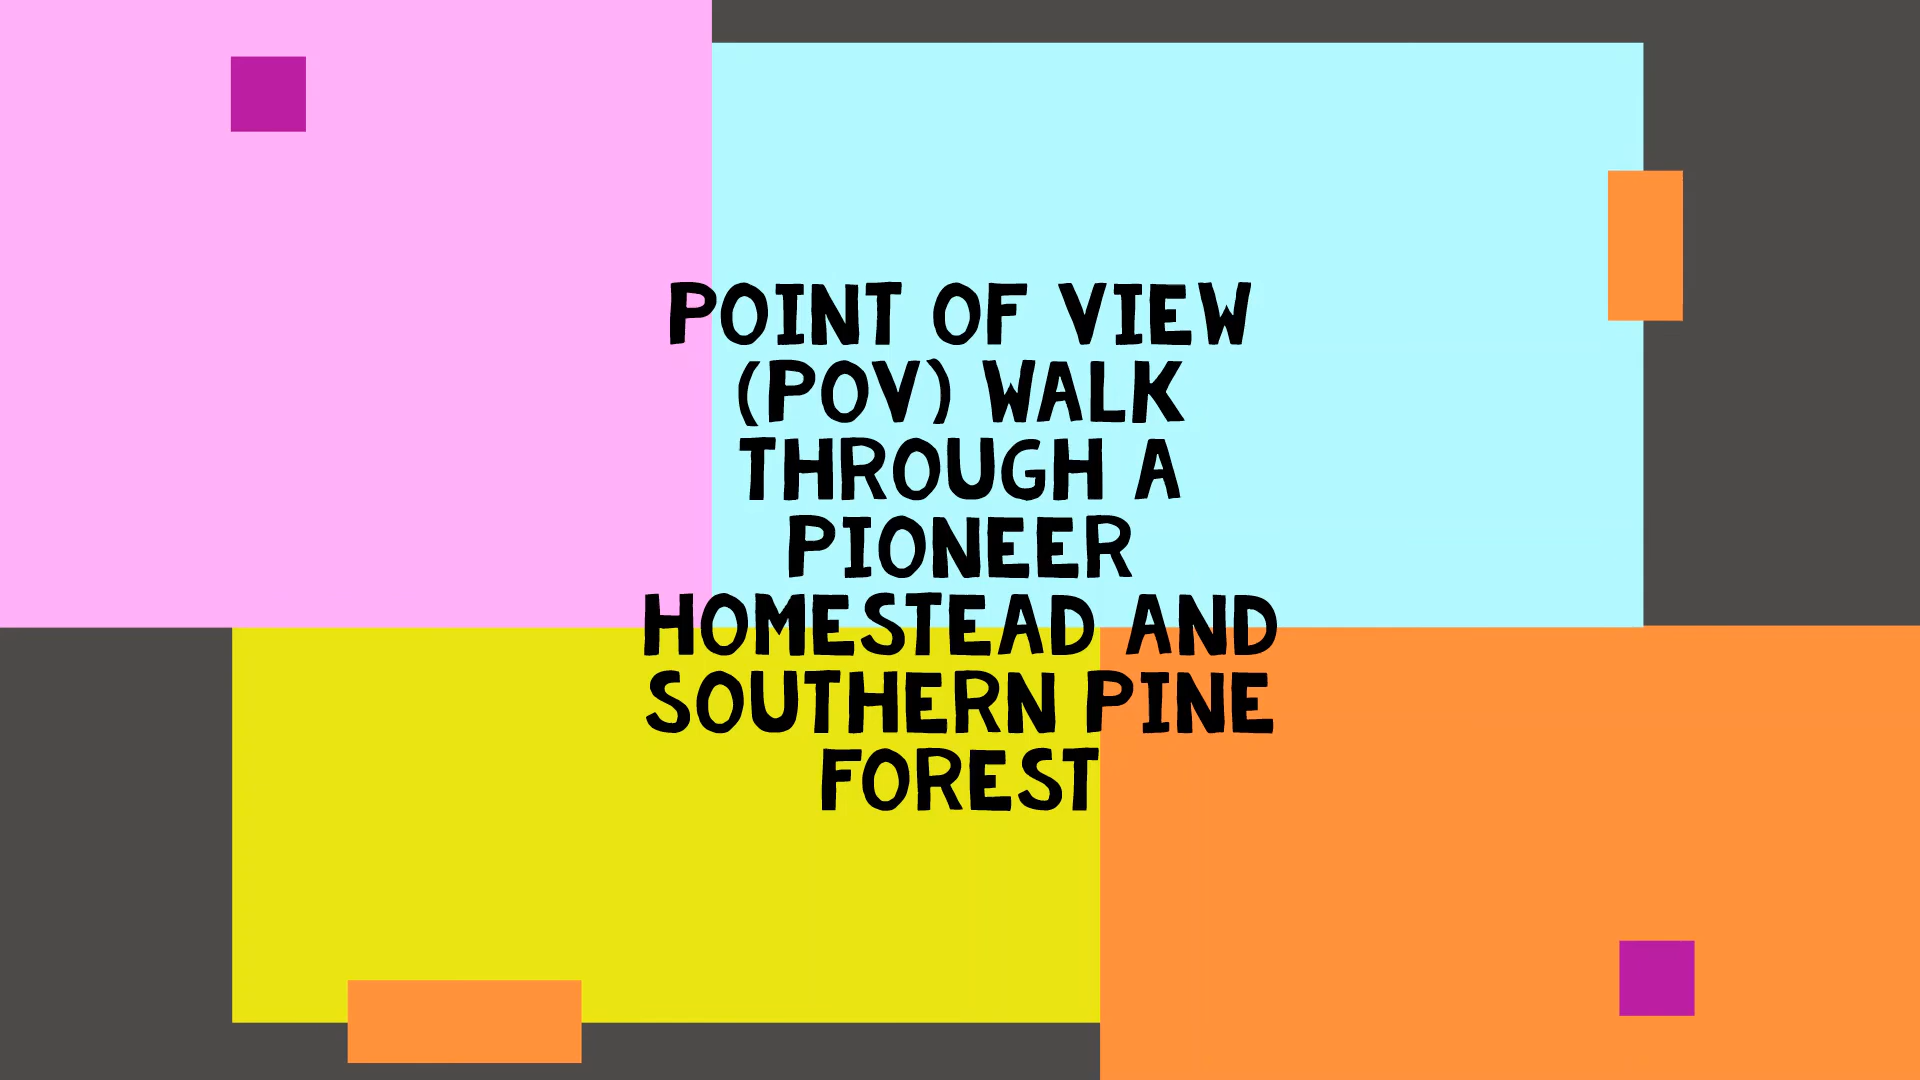 POINT OF VIEW
(POV) WALK
THROUGH A
PIONEER
HOMESTEAD AND
SOUTHERN PINE
FOREST